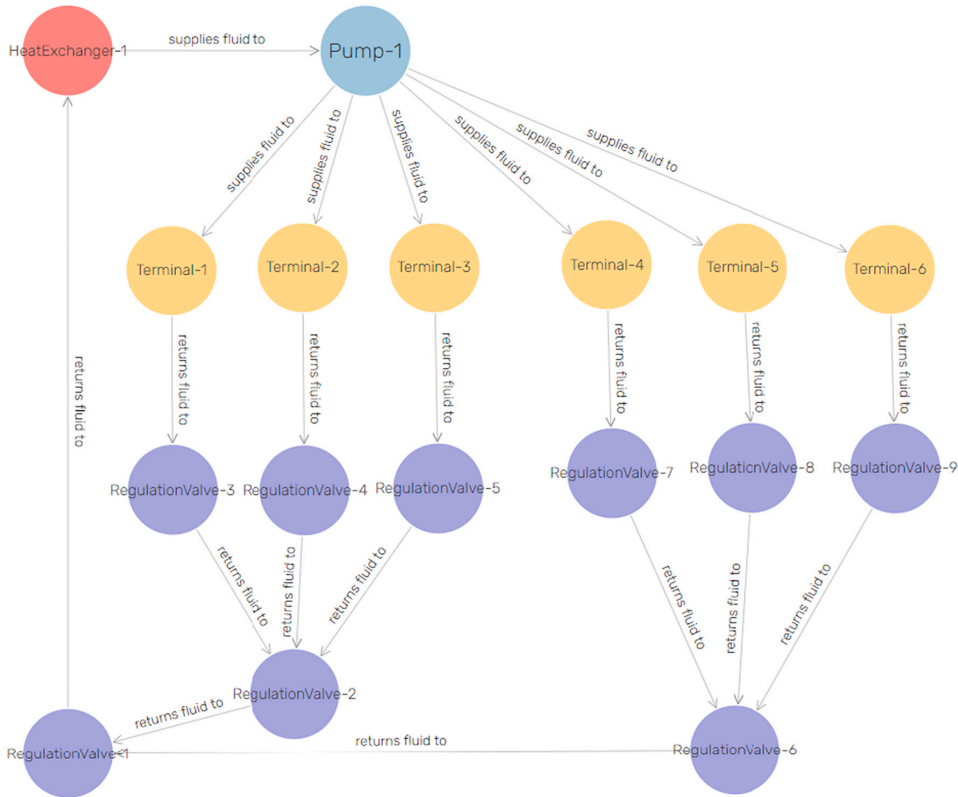 HeatExchanger-1
supplies fluid to
Pump-1
supplies fluid to
supplies fluid to
supplies fluid to
supplies fluid to
supplies fluid to
supplies fluid to
Terminal-1
Terminal-2
Terminal-3
Terminal-4
Terminal-5
Terminal-6
returns fluid to
returns fluid to
returns fluid to
returns fluid to
returns fluid to
returns fluid to
returns fluid to
RegulationValve-3
RegulationValve-4
RegulationValve-5
RegulationValve-7
RegulationValve-8
RegulationValve-9
returns fluid to
returns fluid to
returns fluid to
returns fluid to
returns fluid to
returns fluid to
RegulationValve-2
returns fluid to
RegulationValve-1
returns fluid to
RegulationValve-6